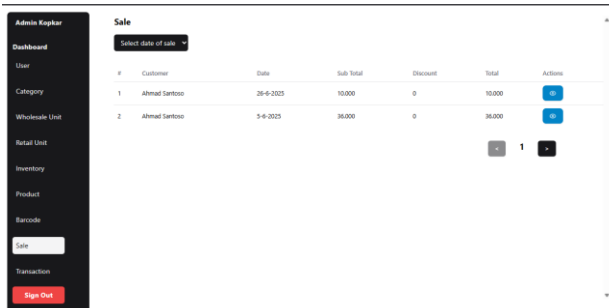 Admin Kopkar
Dashboard
User
Category
Wholesale Unit
Retail Unit
Inventory
Product
Barcode
Sale
Transaction
Sign Out
Sale
Select date of sale
# Customer Date Sub Total Discount Total Actions
1 Ahmad Santoso 26-6-2025 10.000 0 10.000
2 Ahmad Santoso 5-6-2025 36.000 0 36.000
< 1 >